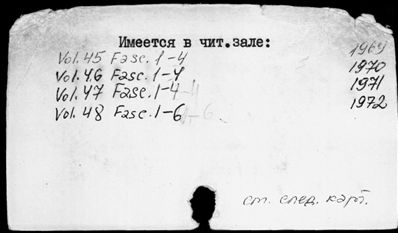 Имеется в чит.зале:
Vol.45 Fasc.1-4 1969
Vol.46 Fasc.1-4 1970
Vol.47 Fasc.1-4 1971
Vol.48 Fasc.1-6 1972
ст. след. карт.